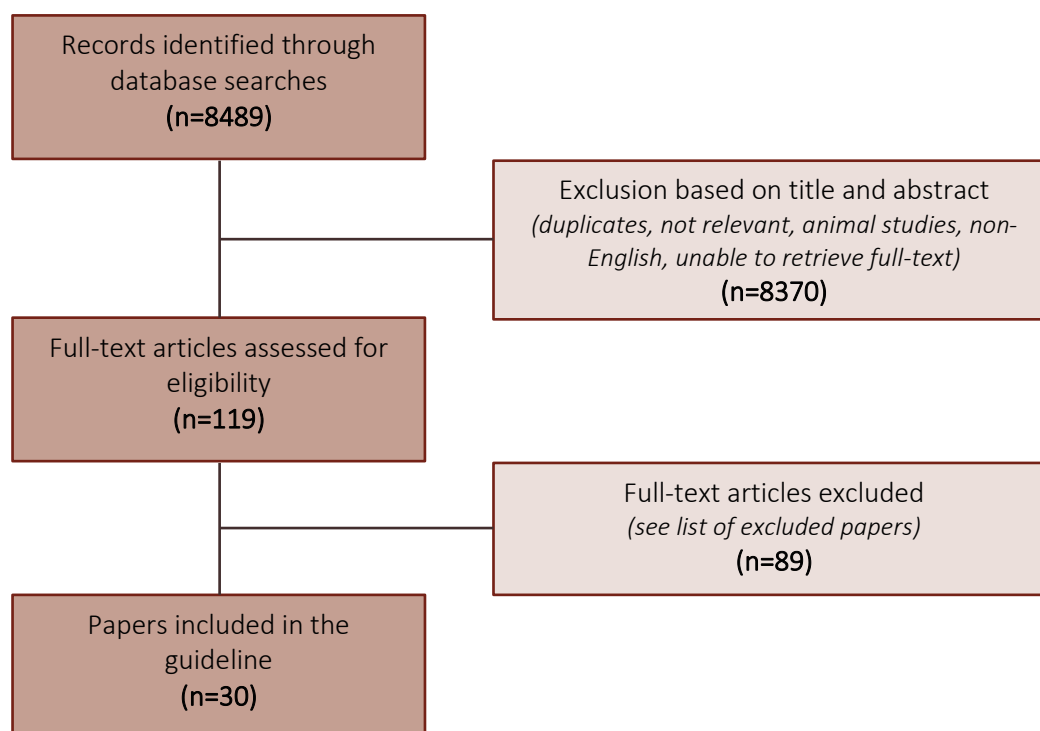 Records identified through
database searches
(n=8489)
Exclusion based on title and abstract
(duplicates, not relevant, animal studies, non-
English, unable to retrieve full-text)
(n=8370)
Full-text articles assessed for
eligibility
(n=119)
Full-text articles excluded
(see list of excluded papers)
(n=89)
Papers included in the
guideline
(n=30)